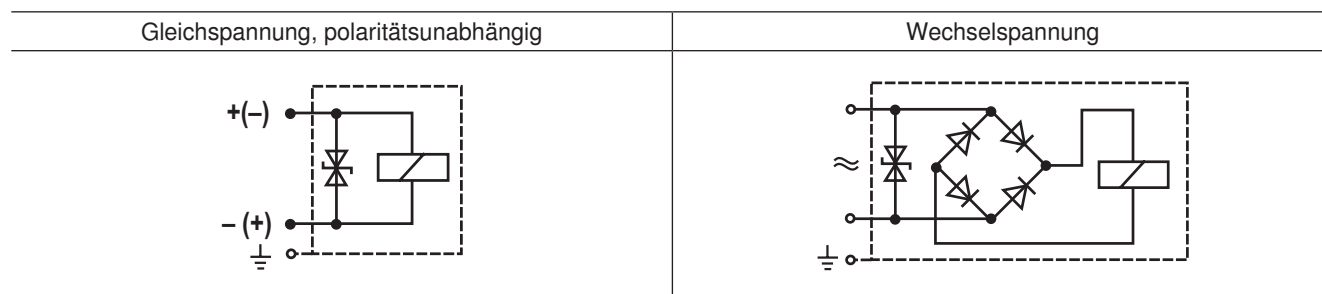 Gleichspannung, polaritätsunabhängig
Wechselspannung
+(–)
– (+)
≈